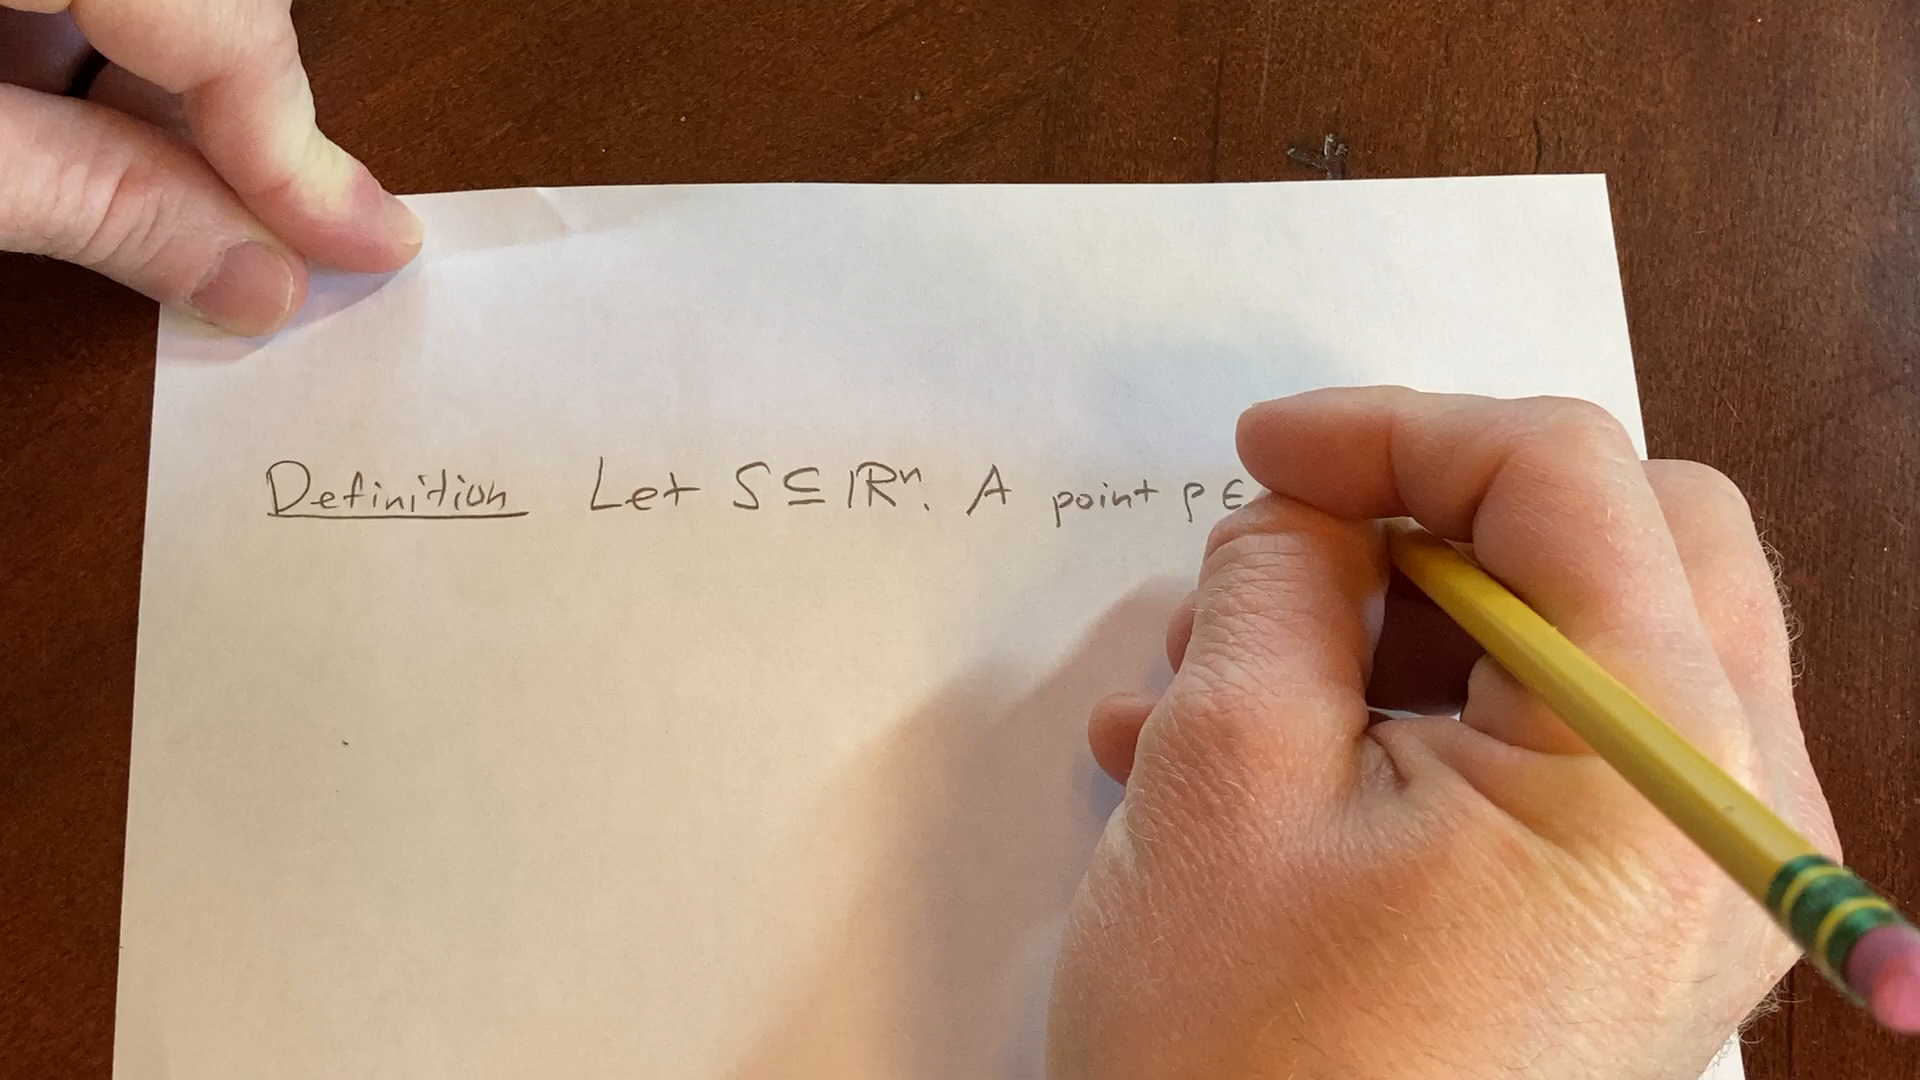 Definition Let S ⊆ ℝⁿ. A point p ∈